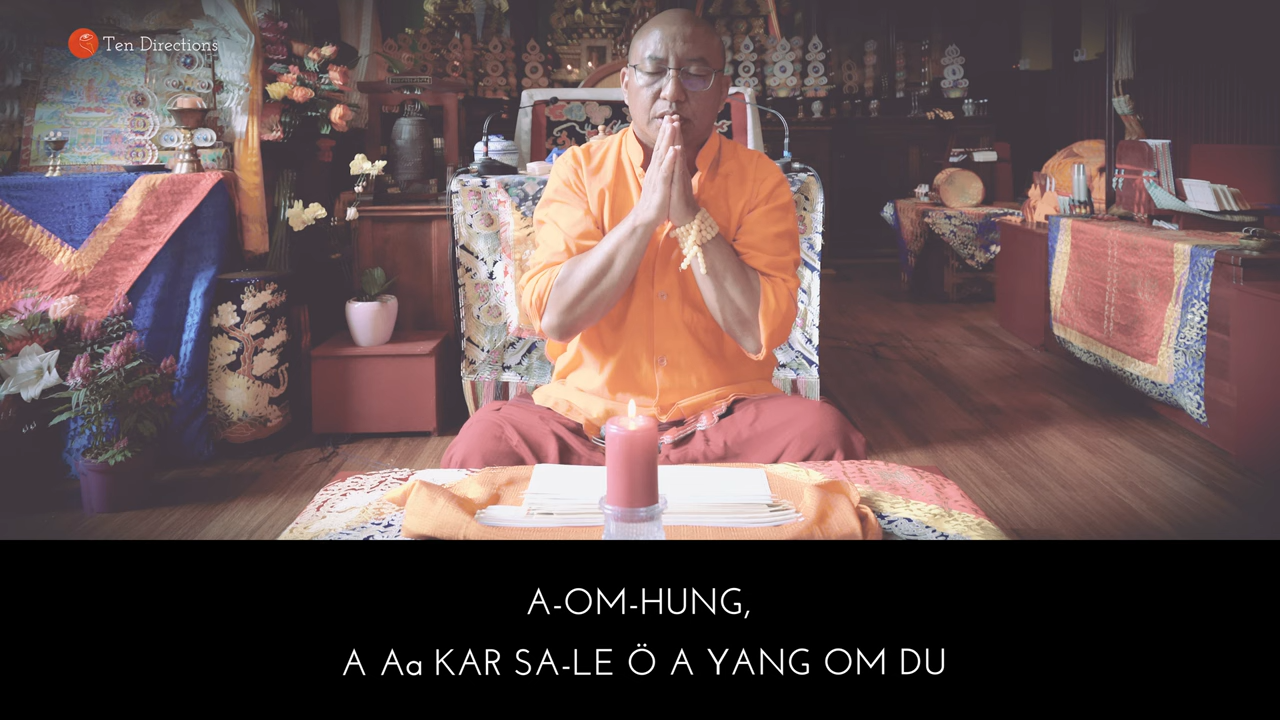 Ten Directions
A-OM-HUNG,
A Aa KAR SA-LE Ö A YANG OM DU